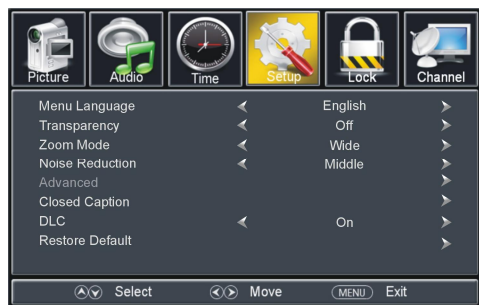 Picture Audio Time Setup Lock Channel
Menu Language English
Transparency Off
Zoom Mode Wide
Noise Reduction Middle
Advanced
Closed Caption
DLC On
Restore Default
Select Move MENU Exit